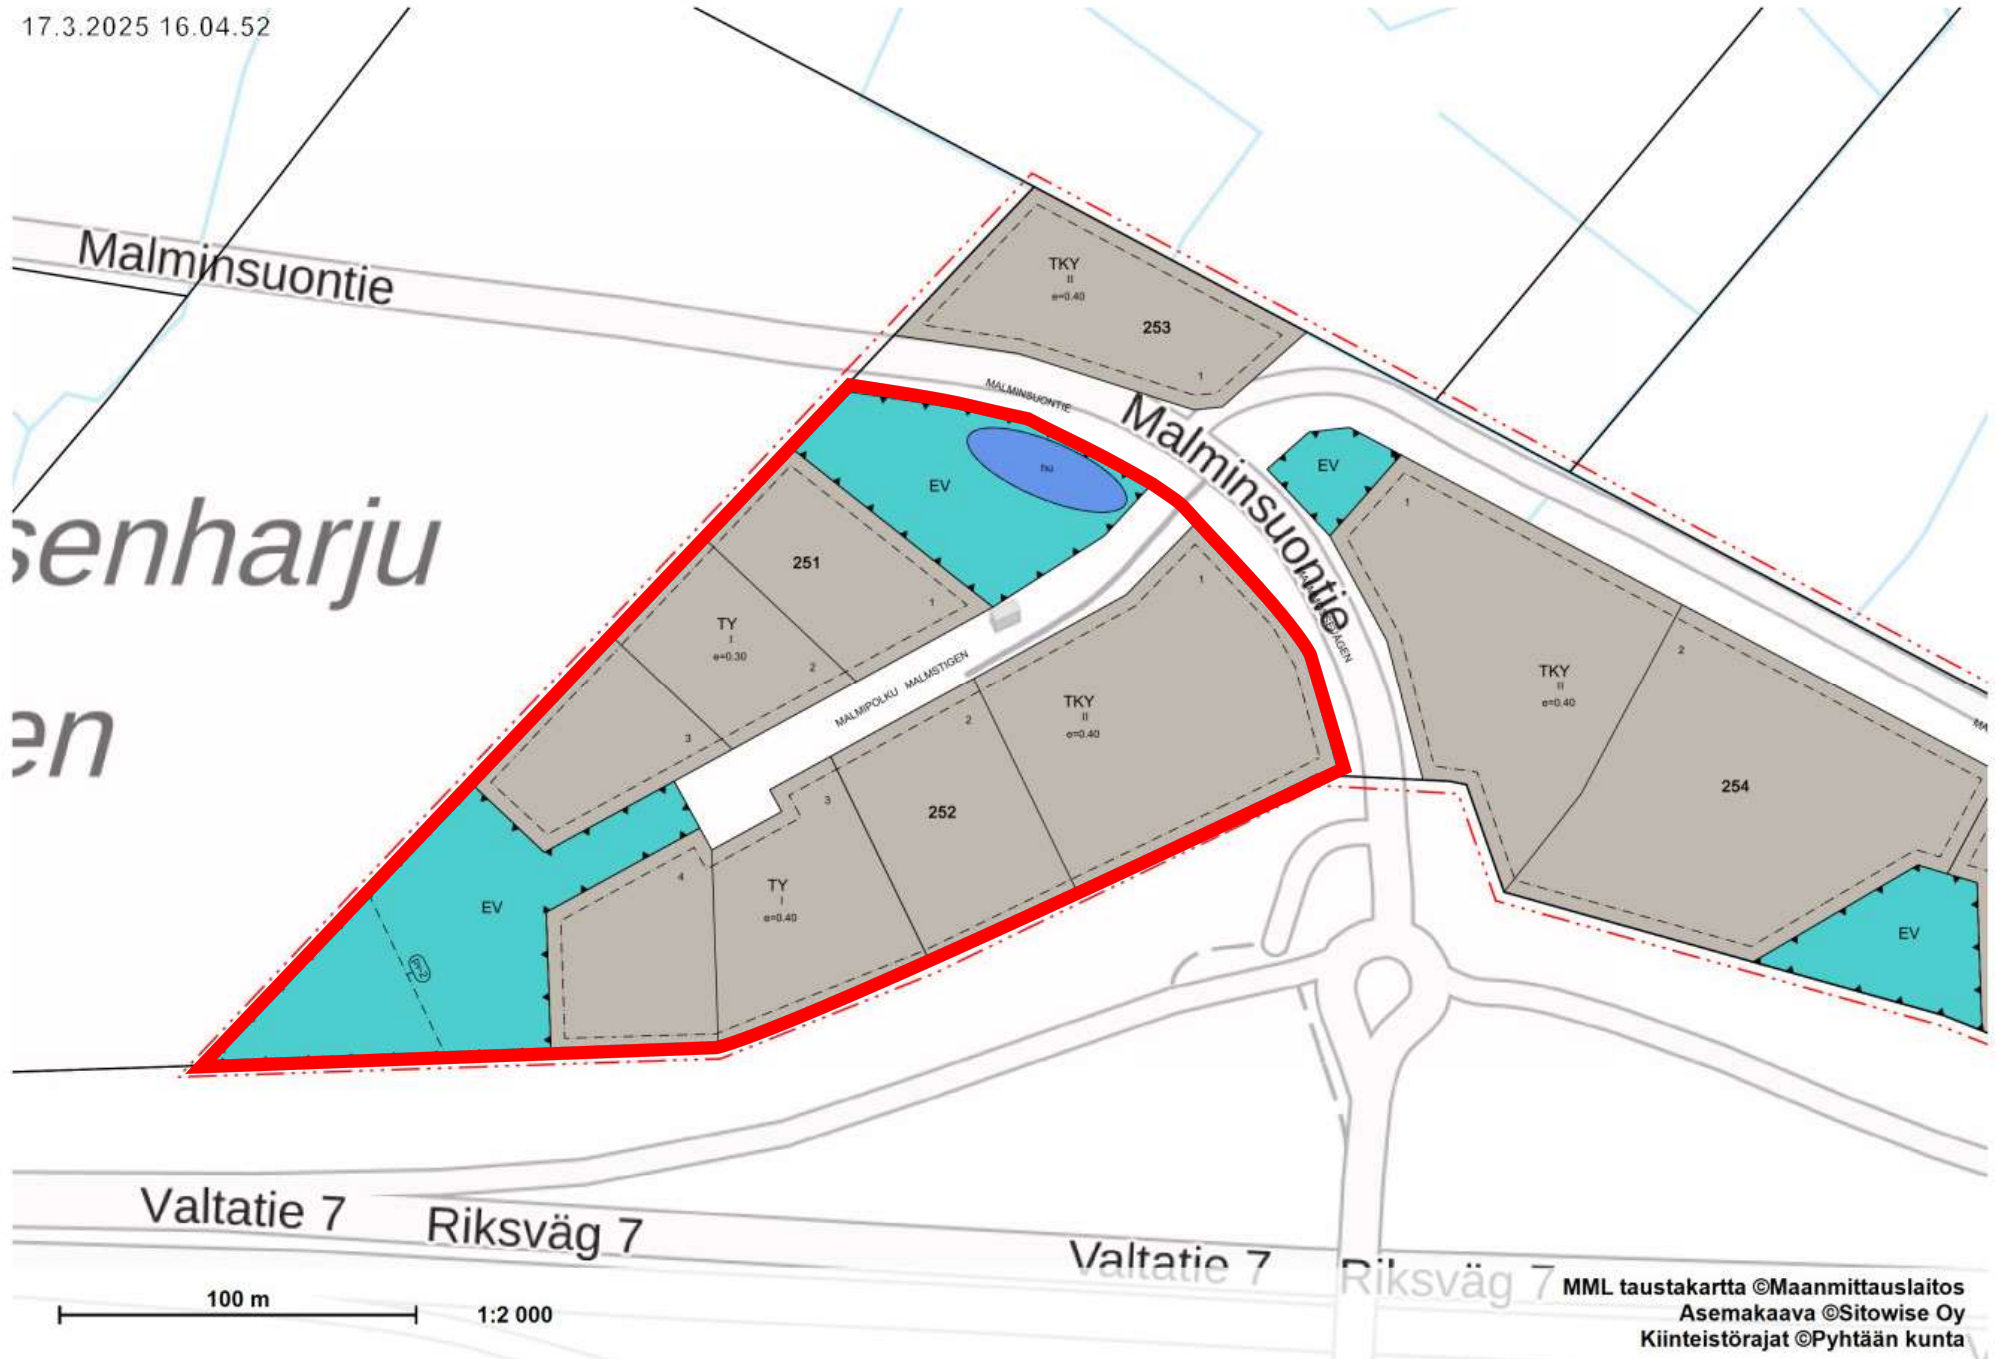 17.3.2025 16.04.52
Malminsuontie
TKY
II
e=0.40
253
1
MALMINSUONTIE
Malminsuontie
EV
hu
EV
senharju
251
1
TY
I
e=0.30
2
3
MALMIPOLKU MALMSTIGEN
1
TKY
II
e=0.40
2
252
3
en
1
2
TKY
II
e=0.40
254
4
TY
I
e=0.40
EV
pv-2
EV
Valtatie 7
Riksväg 7
Valtatie 7
Riksväg 7
100 m
1:2 000
MML taustakartta ©Maanmittauslaitos
Asemakaava ©Sitowise Oy
Kiinteistörajat ©Pyhtään kunta